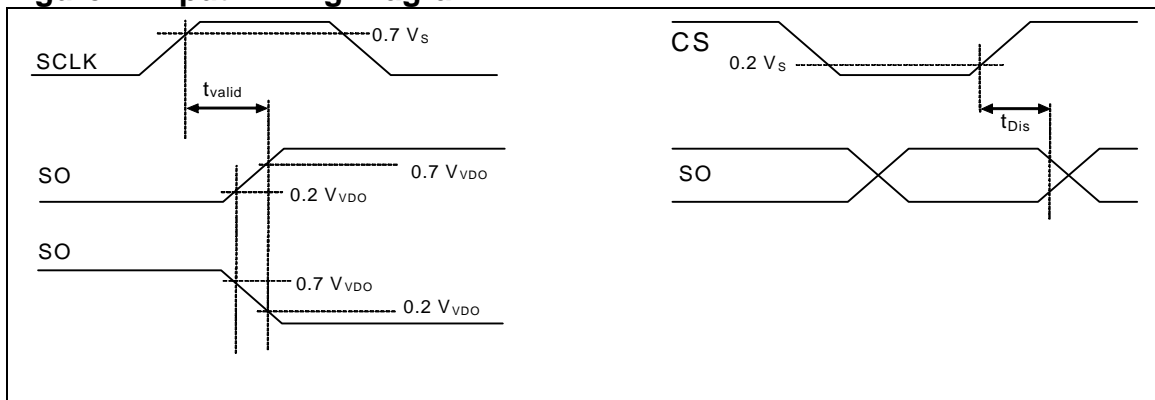 SCLK
0.7 VS
tvalid
SO
0.7 VVDO
0.2 VVDO
SO
0.7 VVDO
0.2 VVDO
CS
0.2 VS
tDis
SO